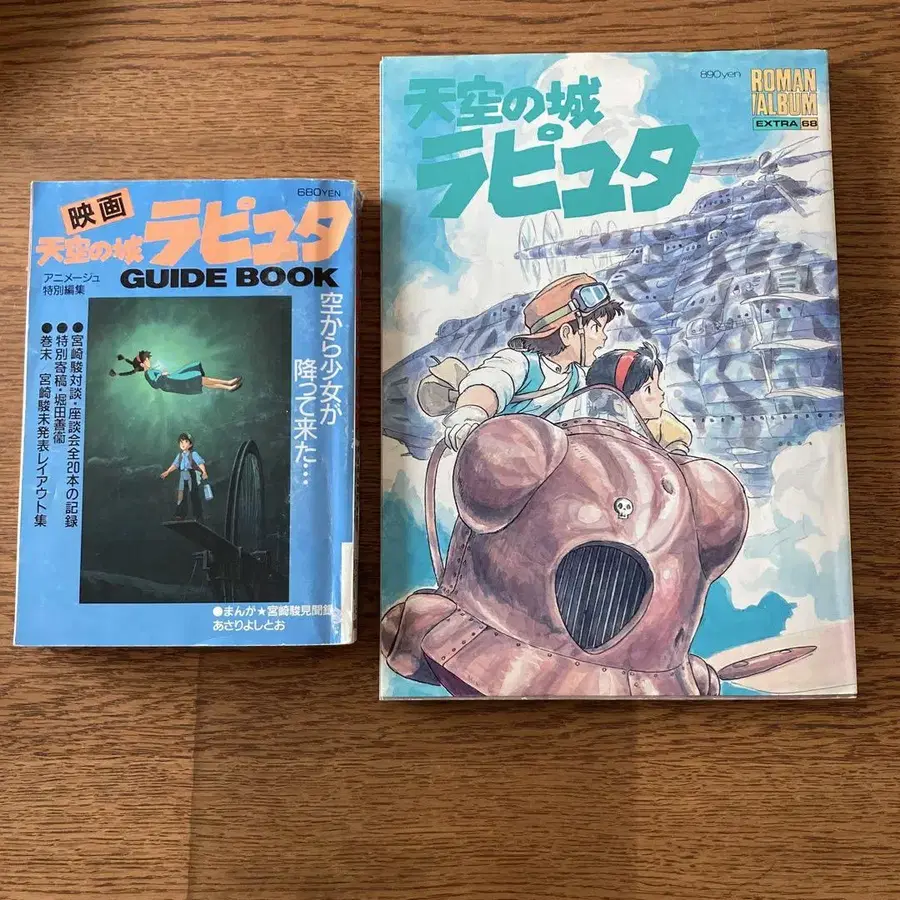 680YEN
映画
天空の城ラピュタ
GUIDE BOOK
アニメージュ
特別編集
空から少女が
降って来た…
●宮崎駿対談・座談会全20本の記録
●特別寄稿・堀田善衞
●巻末 宮崎駿未発表レイアウト集
●まんが★宮崎駿見聞録
あさりよしとお
890yen
ROMAN
ALBUM
EXTRA 68
天空の城
ラピュタ